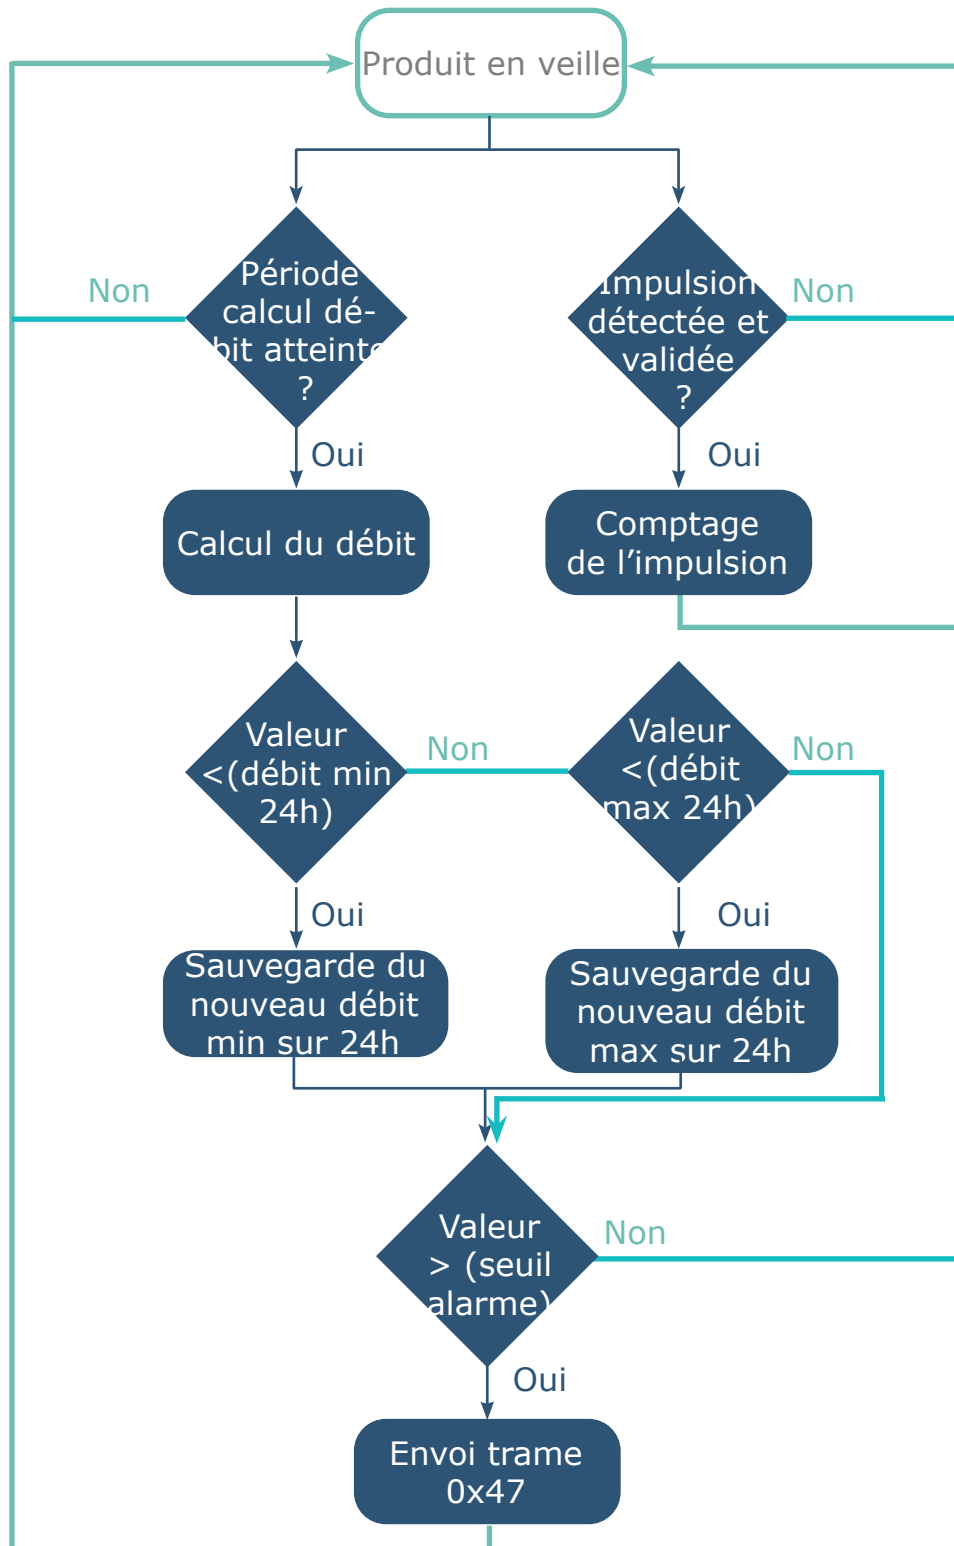 Produit en veille
Non
Période
calcul dé-
bit atteinte
?
Impulsion
détectée et
validée
?
Non
Oui
Oui
Calcul du débit
Comptage
de l’impulsion
Valeur
<(débit min
24h)
Non
Valeur
<(débit
max 24h)
Non
Oui
Oui
Sauvegarde du
nouveau débit
min sur 24h
Sauvegarde du
nouveau débit
max sur 24h
Valeur
> (seuil
alarme)
Non
Oui
Envoi trame
0x47